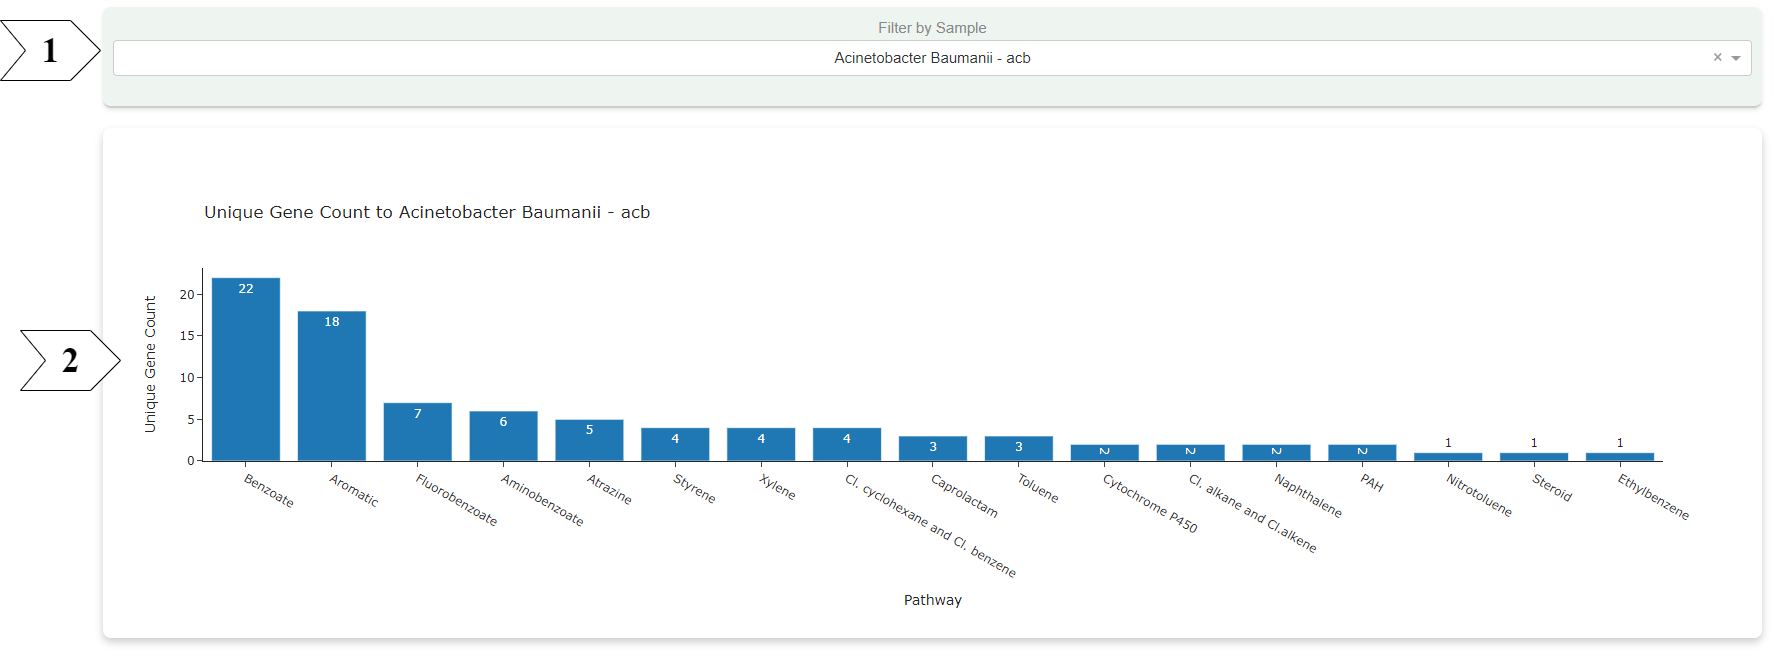 1
Filter by Sample
Acinetobacter Baumanii - acb
×
2
Unique Gene Count to Acinetobacter Baumanii - acb
Unique Gene Count
20
15
10
5
0
22
18
7
6
5
4
4
4
3
3
2
2
2
2
1
1
1
Benzoate
Aromatic
Fluorobenzoate
Aminobenzoate
Atrazine
Styrene
Xylene
Cl. cyclohexane and Cl. benzene
Caprolactam
Toluene
Cytochrome P450
Cl. alkane and Cl.alkene
Naphthalene
PAH
Nitrotoluene
Steroid
Ethylbenzene
Pathway